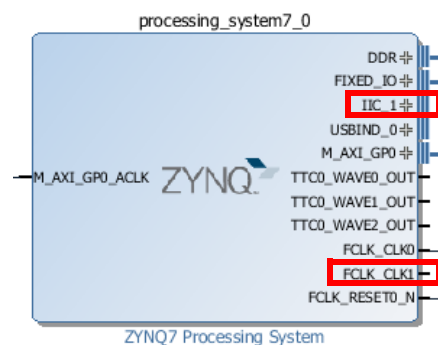 processing_system7_0
DDR
FIXED_IO
IIC_1
USBIND_0
M_AXI_GP0
M_AXI_GP0_ACLK
ZYNQ
TTC0_WAVE0_OUT
TTC0_WAVE1_OUT
TTC0_WAVE2_OUT
FCLK_CLK0
FCLK_CLK1
FCLK_RESET0_N
ZYNQ7 Processing System